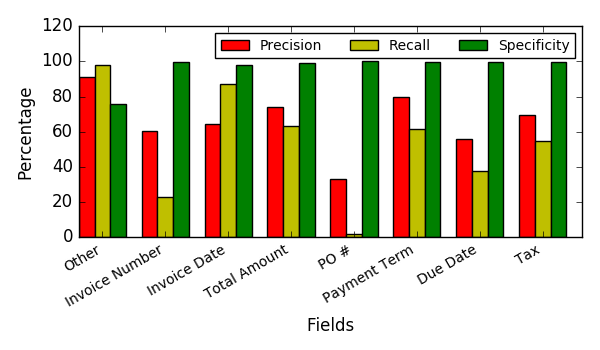 Precision Recall Specificity
Percentage
120
100
80
60
40
20
0
Other
Invoice Number
Invoice Date
Total Amount
PO #
Payment Term
Due Date
Tax
Fields